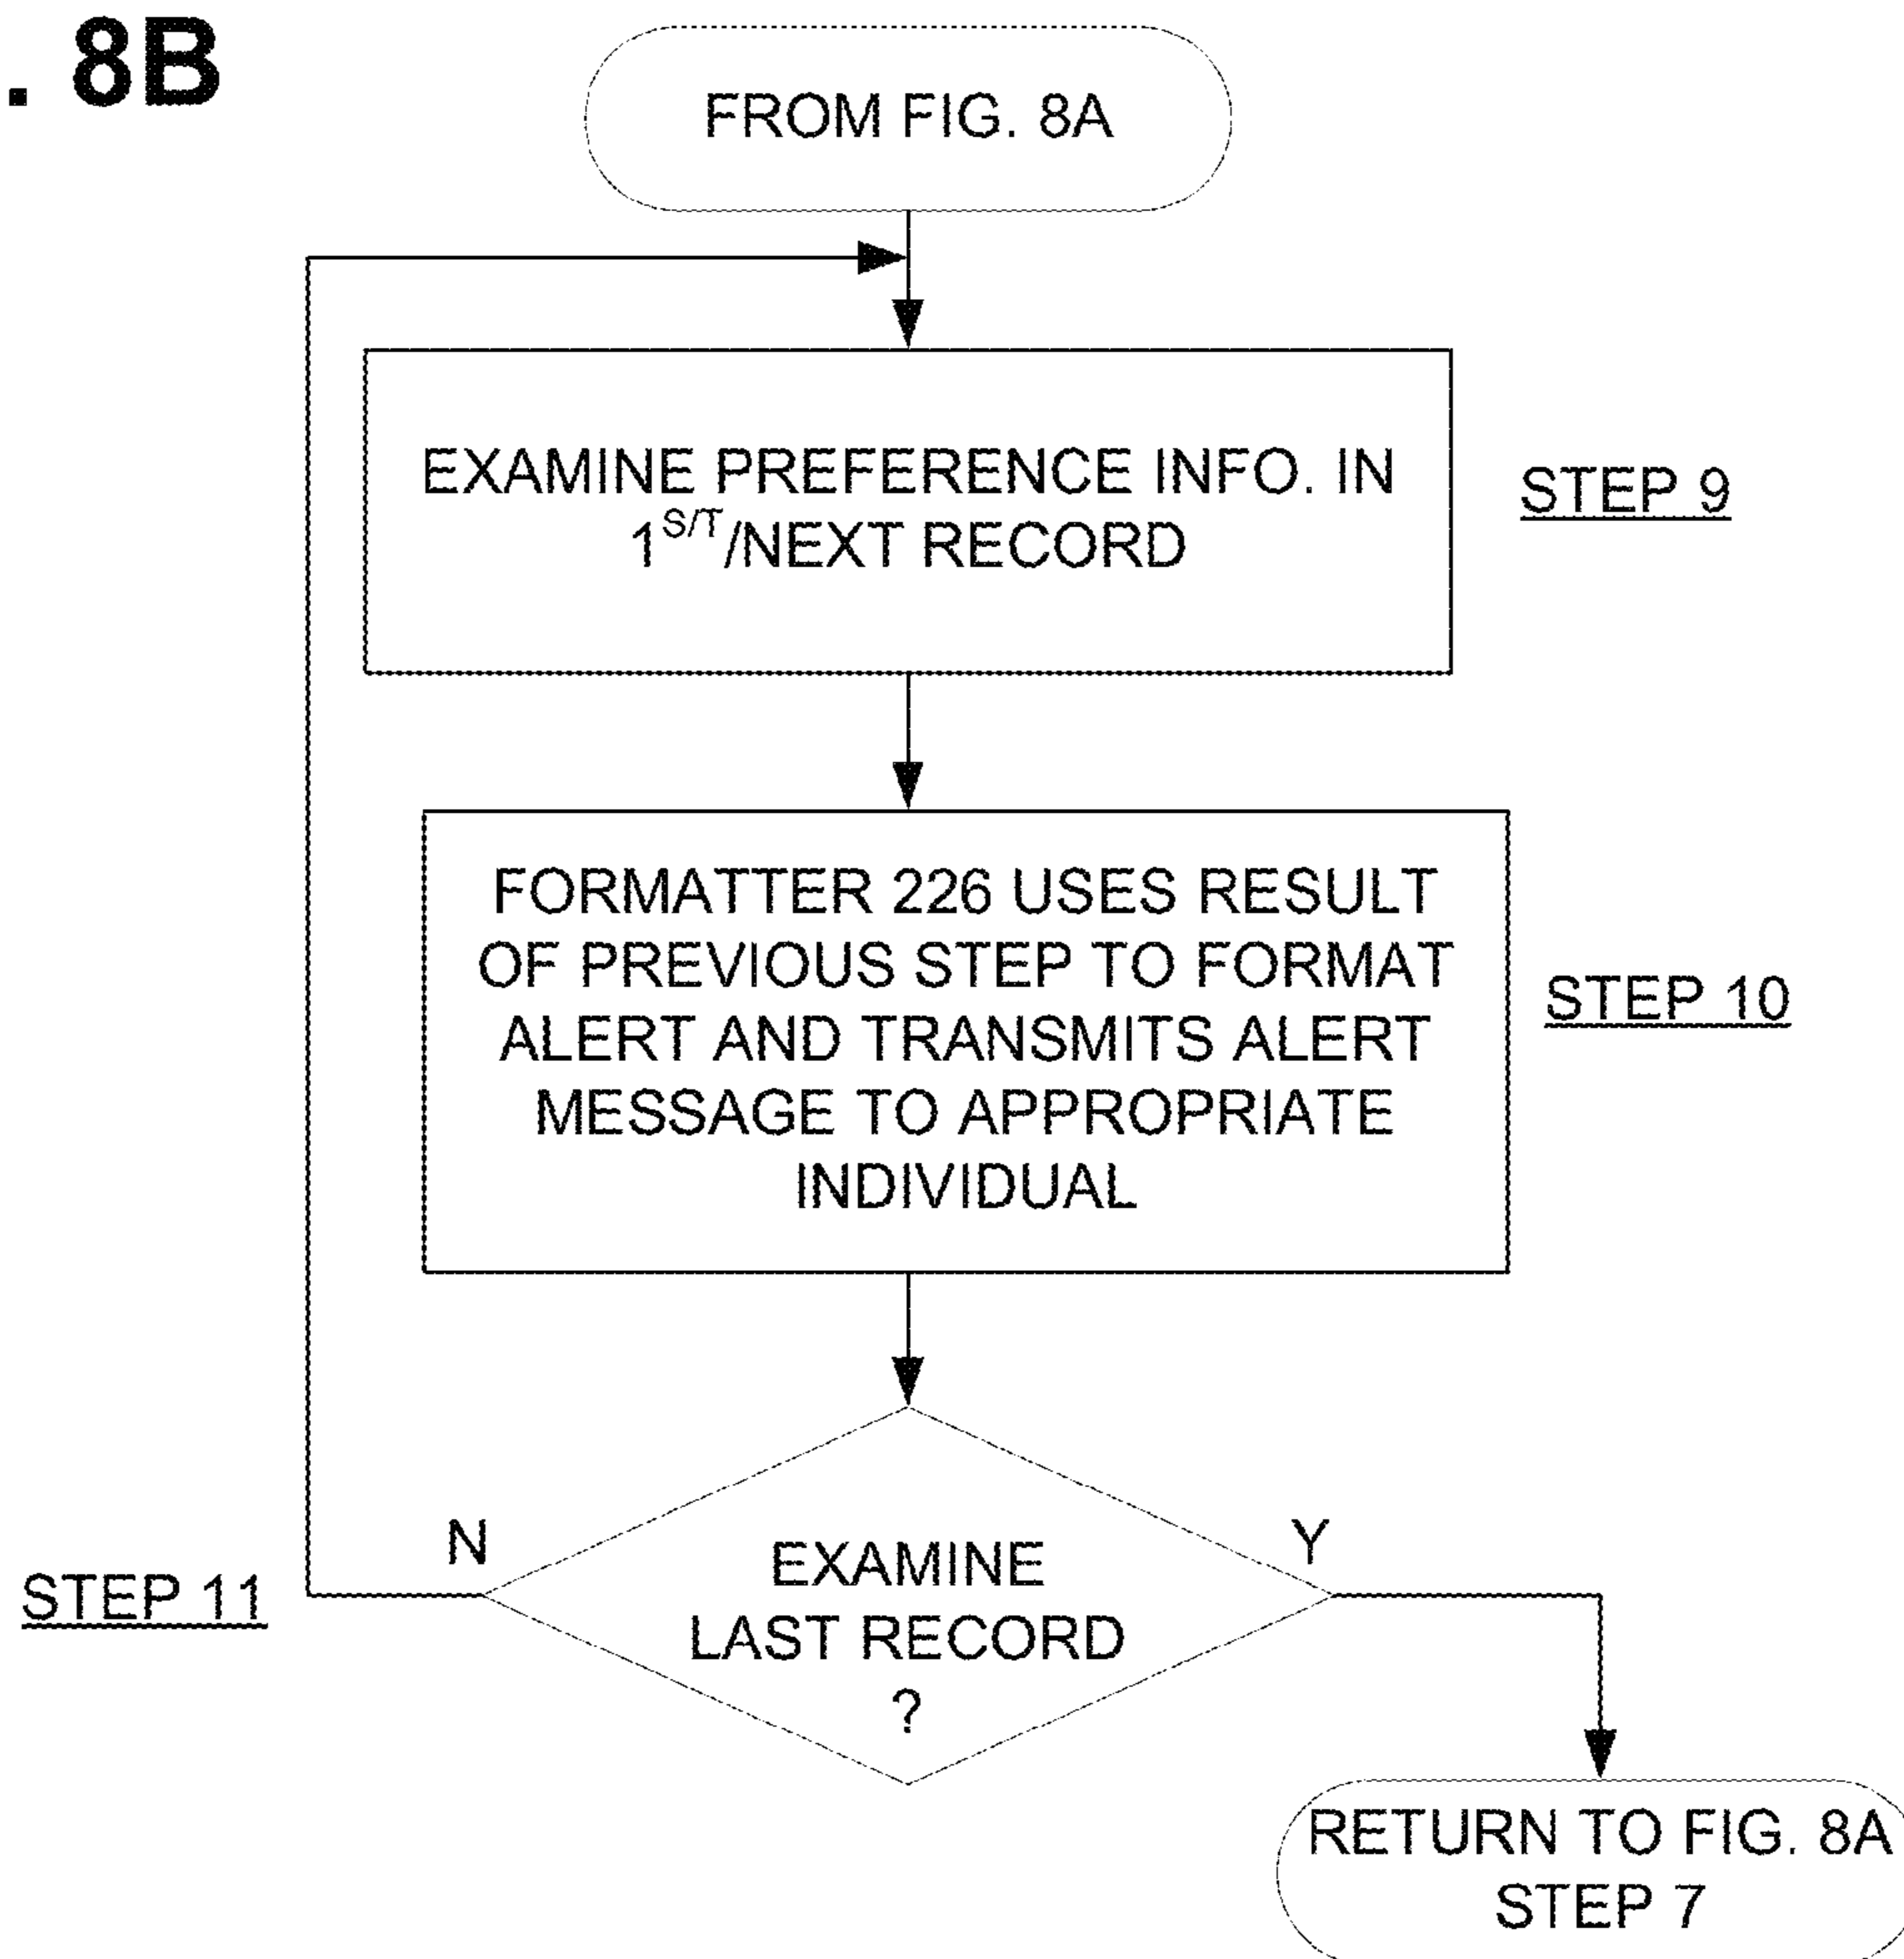 . 8B
FROM FIG. 8A
EXAMINE PREFERENCE INFO. IN
1S/T/NEXT RECORD
STEP 9
FORMATTER 226 USES RESULT
OF PREVIOUS STEP TO FORMAT
ALERT AND TRANSMITS ALERT
MESSAGE TO APPROPRIATE
INDIVIDUAL
STEP 10
N
Y
EXAMINE
LAST RECORD
?
STEP 11
RETURN TO FIG. 8A
STEP 7